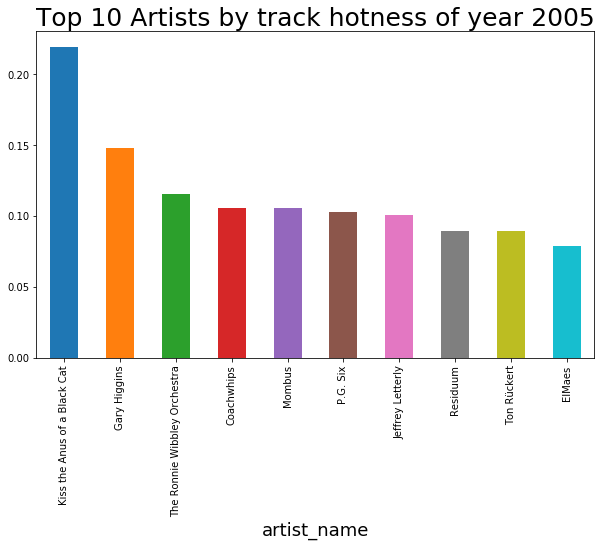 Top 10 Artists by track hotness of year 2005
0.20
0.15
0.10
0.05
0.00
Kiss the Anus of a Black Cat
Gary Higgins
The Ronnie Wibbley Orchestra
Coachwhips
Mombus
P.G. Six
Jeffrey Letterly
Residuum
Ton Rückert
ElMaes
artist_name